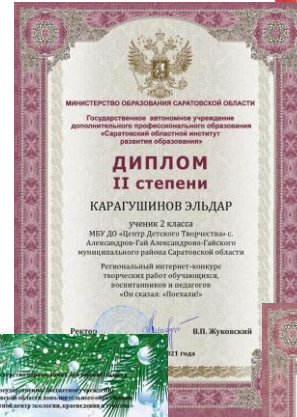 МИНИСТЕРСТВО ОБРАЗОВАНИЯ САРАТОВСКОЙ ОБЛАСТИ
Государственное автономное учреждение
дополнительного профессионального образования
«Саратовский областной институт
развития образования»
ДИПЛОМ
II степени
КАРАГУШИНОВ ЭЛЬДАР
ученик 2 класса
МБУ ДО «Центр Детского Творчества» с.
Александров-Гай Александрово-Гайского
муниципального района Саратовской области
Региональный интернет-конкурс
творческих работ обучающихся,
воспитанников и педагогов
«Он сказал: «Поехали!»
Ректор В.П. Жуковский
2021 года